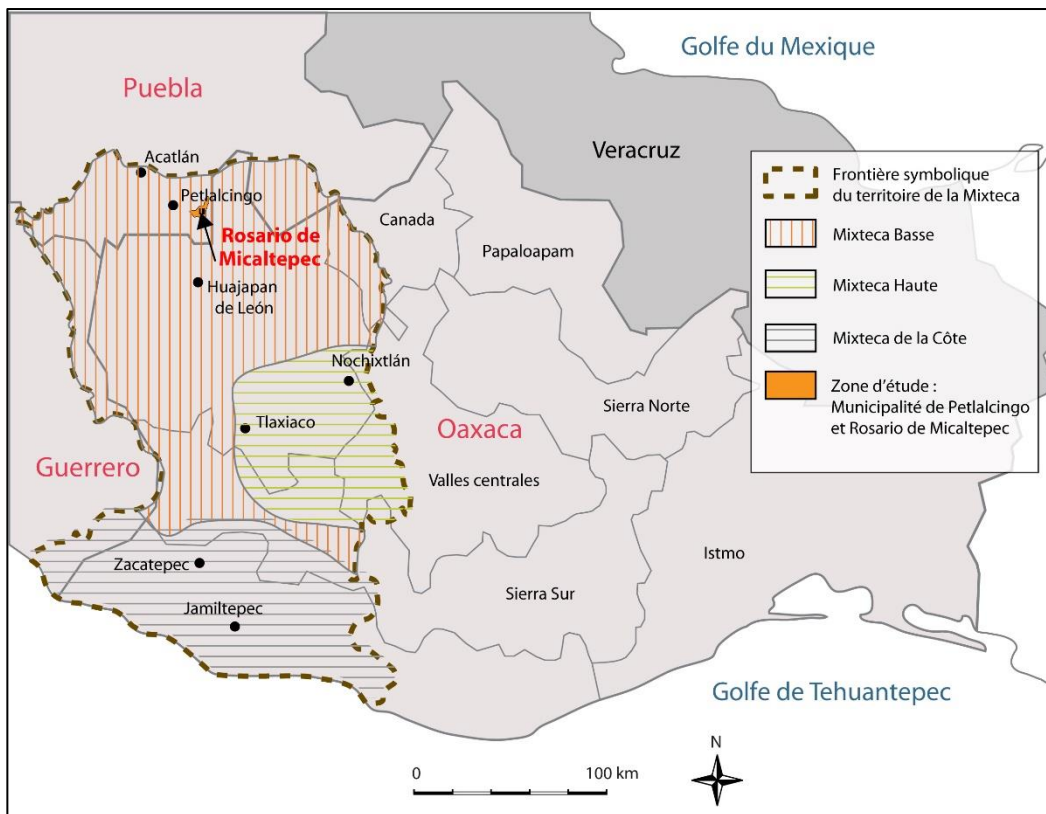 Golfe du Mexique
Puebla
Veracruz
Acatlán
Petlalcingo
Rosario de
Micaltepec
Huajapan
de León
Canada
Papaloapam
Nochixtlán
Tlaxiaco
Sierra Norte
Oaxaca
Guerrero
Valles centrales
Zacatepec
Jamiltepec
Sierra Sur
Istmo
Golfe de Tehuantepec
Frontière symbolique
du territoire de la Mixteca
Mixteca Basse
Mixteca Haute
Mixteca de la Côte
Zone d'étude :
Municipalité de Petlalcingo
et Rosario de Micaltepec
0 100 km
N